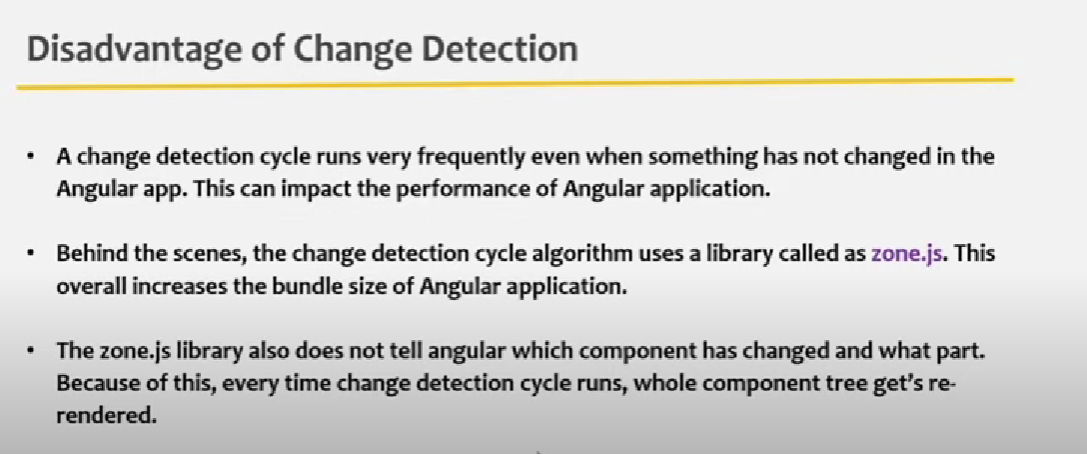 Disadvantage of Change Detection
• A change detection cycle runs very frequently even when something has not changed in the
Angular app. This can impact the performance of Angular application.
• Behind the scenes, the change detection cycle algorithm uses a library called as zone.js. This
overall increases the bundle size of Angular application.
• The zone.js library also does not tell angular which component has changed and what part.
Because of this, every time change detection cycle runs, whole component tree get's re-
rendered.